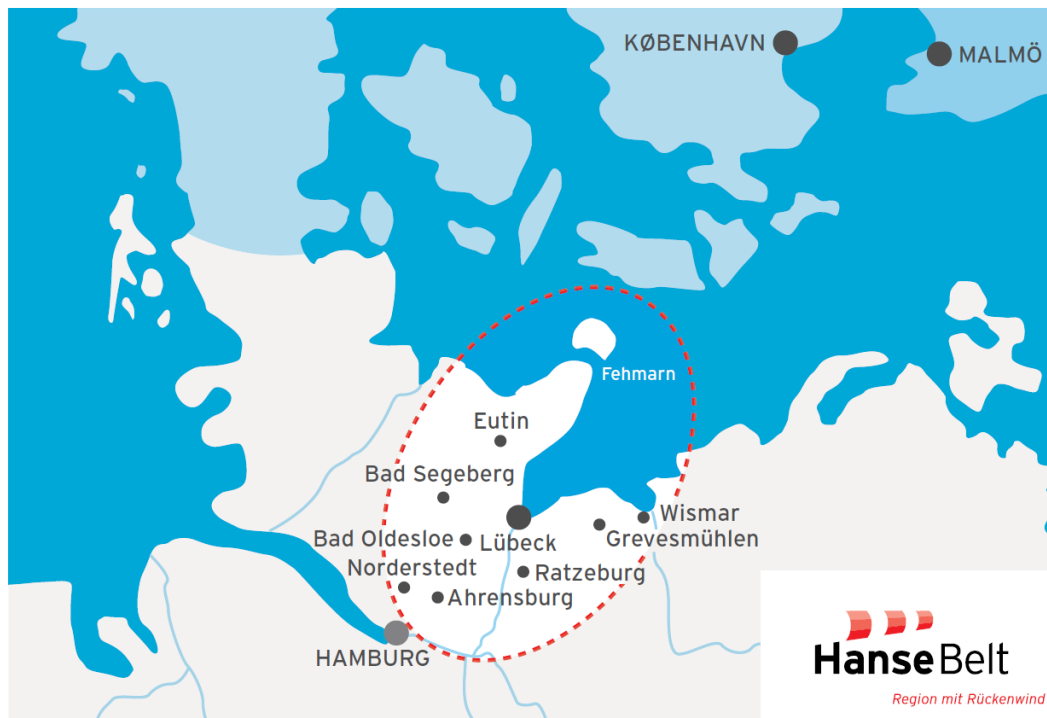 KØBENHAVN
MALMÖ
Fehmarn
Eutin
Bad Segeberg
Wismar
Bad Oldesloe
Lübeck
Grevesmühlen
Norderstedt
Ratzeburg
Ahrensburg
HAMBURG
HanseBelt
Region mit Rückenwind